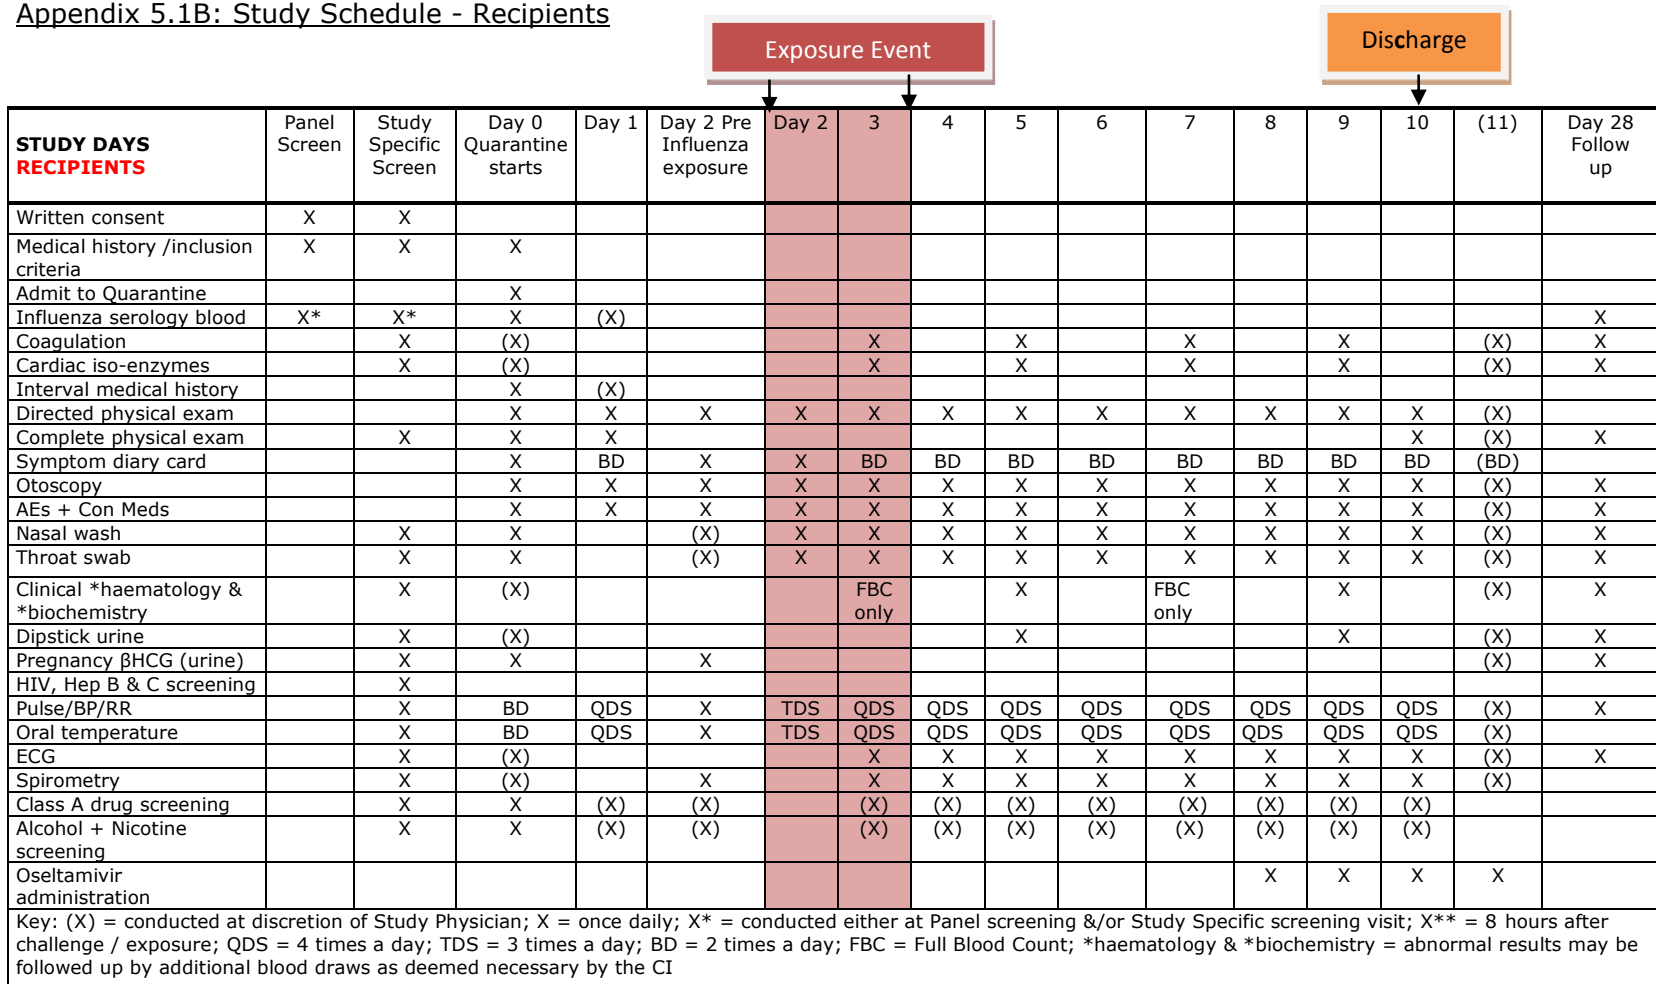 Appendix 5.1B: Study Schedule - Recipients
Exposure Event
Discharge
STUDY DAYS
RECIPIENTS
Panel
Screen
Study
Specific
Screen
Day 0
Quarantine
starts
Day 1
Day 2 Pre
Influenza
exposure
Day 2
3
4
5
6
7
8
9
10
(11)
Day 28
Follow
up
Written consent X X
Medical history /inclusion
criteria
X X X
Admit to Quarantine X
Influenza serology blood X* X* X (X) X
Coagulation X (X) X X X X (X) X
Cardiac iso-enzymes X (X) X X X X (X) X
Interval medical history X (X)
Directed physical exam X X X X X X X X X X X X (X)
Complete physical exam X X X X (X) X
Symptom diary card X BD X X BD BD BD BD BD BD BD BD (BD)
Otoscopy X X X X X X X X X X X X (X) X
AEs + Con Meds X X X X X X X X X X X X (X) X
Nasal wash X X (X) X X X X X X X X X (X) X
Throat swab X X (X) X X X X X X X X X (X) X
Clinical *haematology &
*biochemistry
X (X) FBC
only
X FBC
only
X (X) X
Dipstick urine X (X) X X (X) X
Pregnancy βHCG (urine) X X X (X) X
HIV, Hep B & C screening X
Pulse/BP/RR X BD QDS X TDS QDS QDS QDS QDS QDS QDS QDS QDS (X) X
Oral temperature X BD QDS X TDS QDS QDS QDS QDS QDS QDS QDS QDS (X)
ECG X (X) X X X X X X X X (X) X
Spirometry X (X) X X X X X X X X X (X)
Class A drug screening X X (X) (X) (X) (X) (X) (X) (X) (X) (X) (X)
Alcohol + Nicotine
screening
X X (X) (X) (X) (X) (X) (X) (X) (X) (X) (X)
Oseltamivir
administration
X X X X
Key: (X) = conducted at discretion of Study Physician; X = once daily; X* = conducted either at Panel screening &/or Study Specific screening visit; X** = 8 hours after
challenge / exposure; QDS = 4 times a day; TDS = 3 times a day; BD = 2 times a day; FBC = Full Blood Count; *haematology & *biochemistry = abnormal results may be
followed up by additional blood draws as deemed necessary by the CI